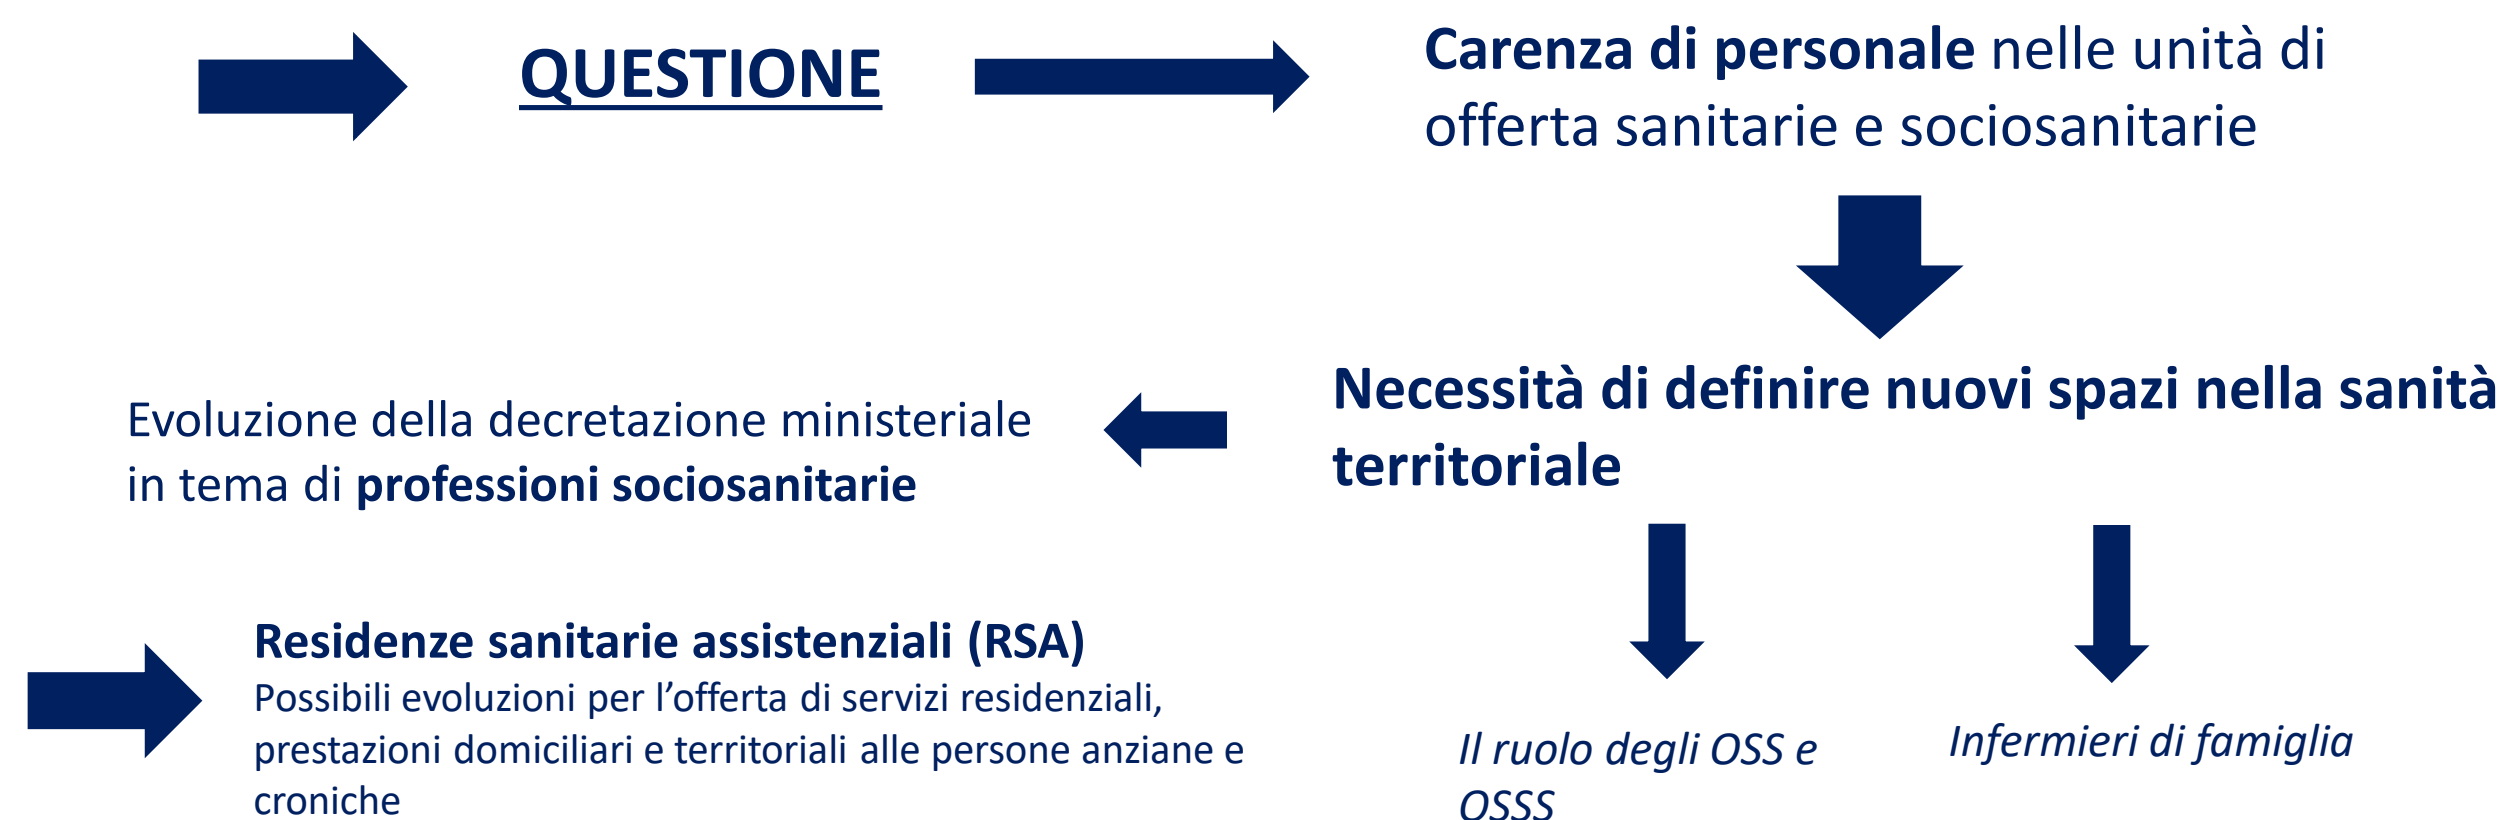 QUESTIONE
Carenza di personale nelle unità di
offerta sanitarie e sociosanitarie
Necessità di definire nuovi spazi nella sanità
territoriale
Evoluzione della decretazione ministeriale
in tema di professioni sociosanitarie
Residenze sanitarie assistenziali (RSA)
Possibili evoluzioni per l’offerta di servizi residenziali,
prestazioni domiciliari e territoriali alle persone anziane e
croniche
Il ruolo degli OSS e
OSSS
Infermieri di famiglia